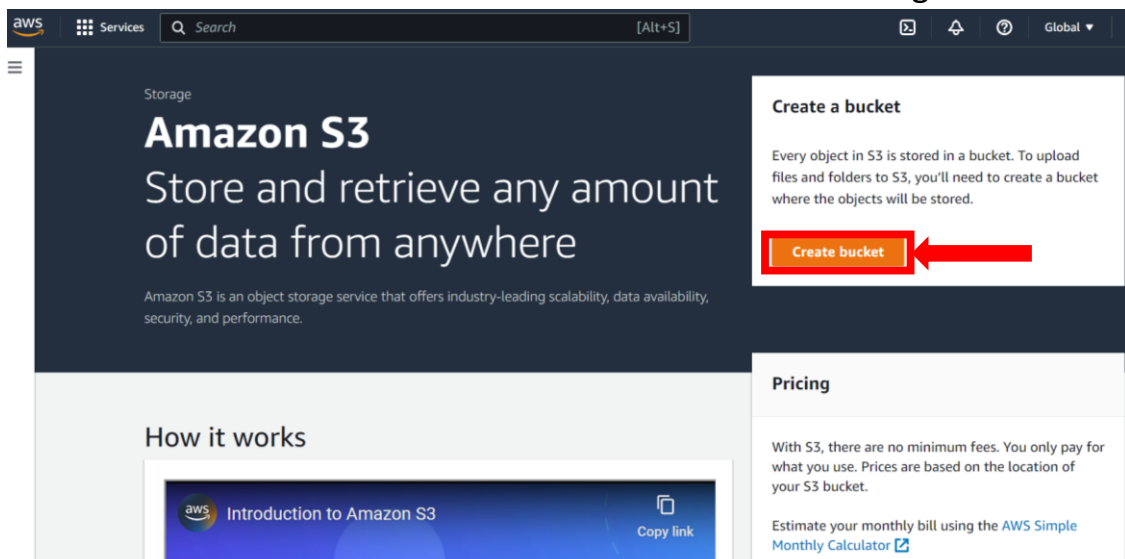 aws
Services
Search
[Alt+S]
Global
Storage
Amazon S3
Store and retrieve any amount
of data from anywhere
Amazon S3 is an object storage service that offers industry-leading scalability, data availability,
security, and performance.
Create a bucket
Every object in S3 is stored in a bucket. To upload
files and folders to S3, you'll need to create a bucket
where the objects will be stored.
Create bucket
Pricing
With S3, there are no minimum fees. You only pay for
what you use. Prices are based on the location of
your S3 bucket.
Estimate your monthly bill using the AWS Simple
Monthly Calculator
How it works
aws
Introduction to Amazon S3
Copy link